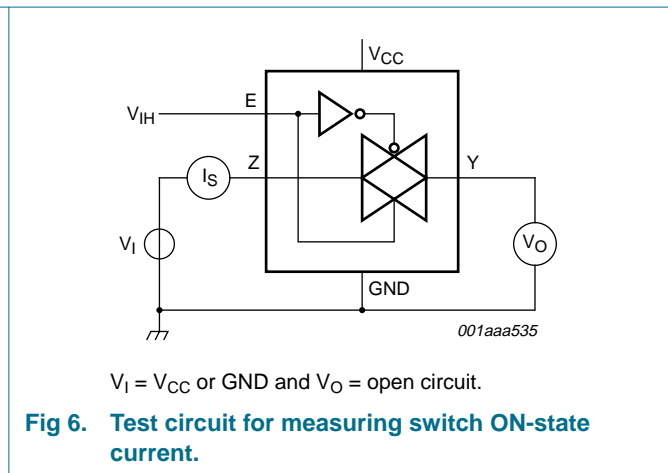 VCC
E
VIH
Z
Y
IS
VI
VO
GND
001aaa535
VI = VCC or GND and VO = open circuit.
Fig 6. Test circuit for measuring switch ON-state
current.